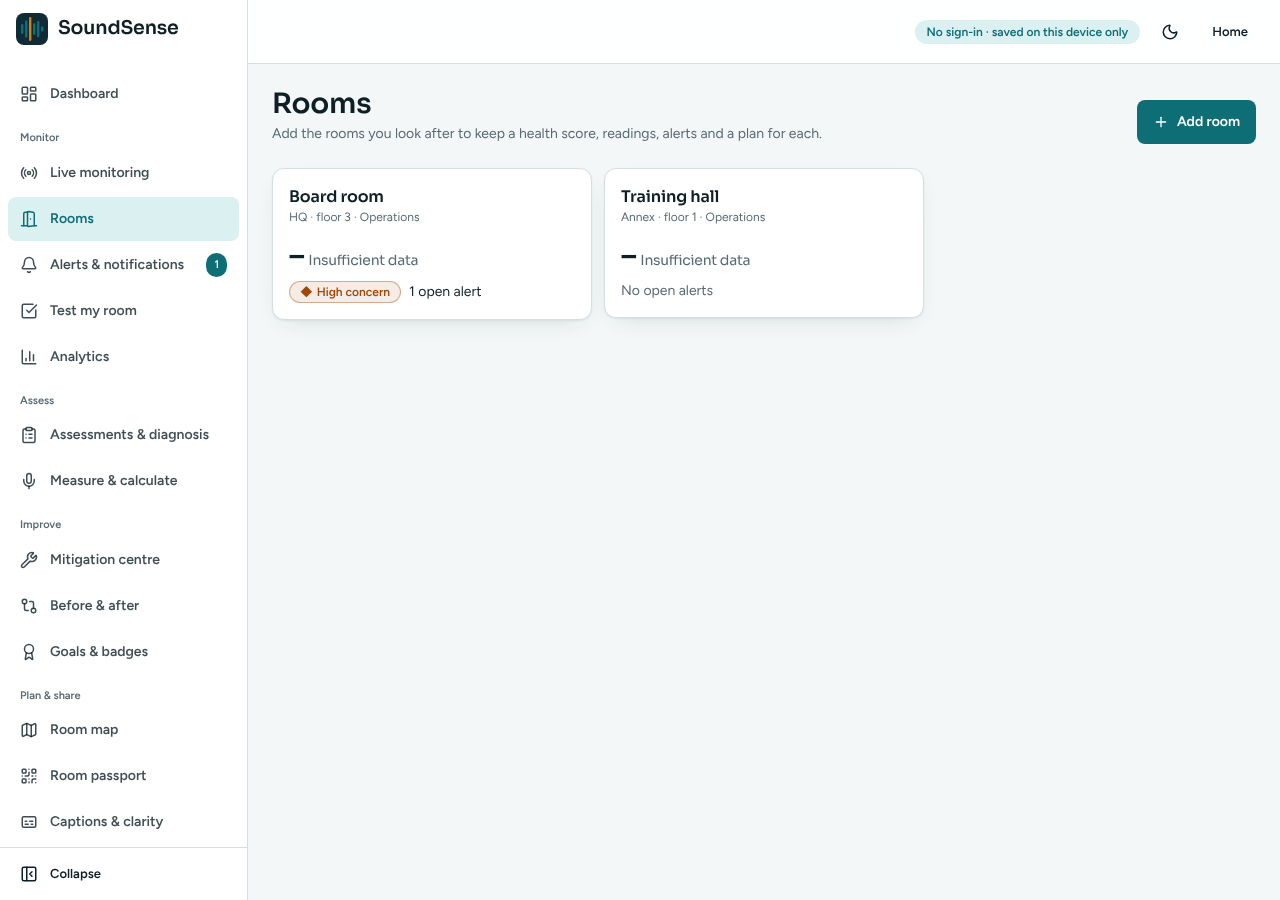 SoundSense
No sign-in · saved on this device only
Home
Dashboard
Monitor
Live monitoring
Rooms
Alerts & notifications
1
Test my room
Analytics
Assess
Assessments & diagnosis
Measure & calculate
Improve
Mitigation centre
Before & after
Goals & badges
Plan & share
Room map
Room passport
Captions & clarity
Collapse
Rooms
Add the rooms you look after to keep a health score, readings, alerts and a plan for each.
Add room
Board room
HQ · floor 3 · Operations
– Insufficient data
High concern 1 open alert
Training hall
Annex · floor 1 · Operations
– Insufficient data
No open alerts